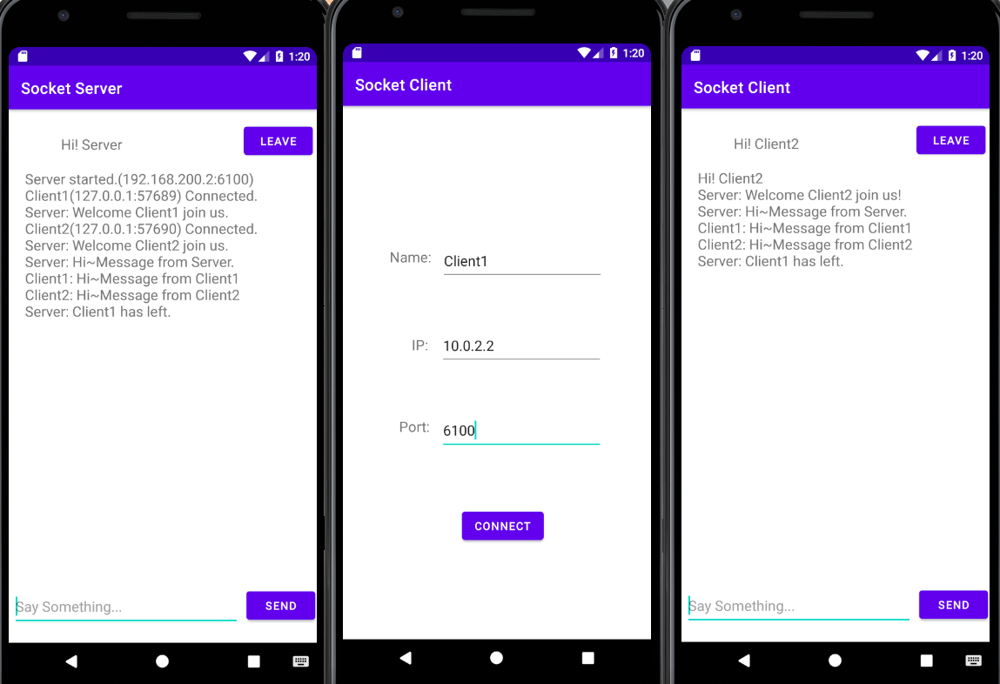 1:20
Socket Server
Hi! Server
LEAVE
Server started.(192.168.200.2:6100)
Client1(127.0.0.1:57689) Connected.
Server: Welcome Client1 join us.
Client2(127.0.0.1:57690) Connected.
Server: Welcome Client2 join us.
Server: Hi~Message from Server.
Client1: Hi~Message from Client1
Client2: Hi~Message from Client2
Server: Client1 has left.
Say Something...
SEND
1:20
Socket Client
Name: Client1
IP: 10.0.2.2
Port: 6100
CONNECT
1:20
Socket Client
Hi! Client2
LEAVE
Hi! Client2
Server: Welcome Client2 join us!
Server: Hi~Message from Server.
Client1: Hi~Message from Client1
Client2: Hi~Message from Client2
Server: Client1 has left.
Say Something...
SEND